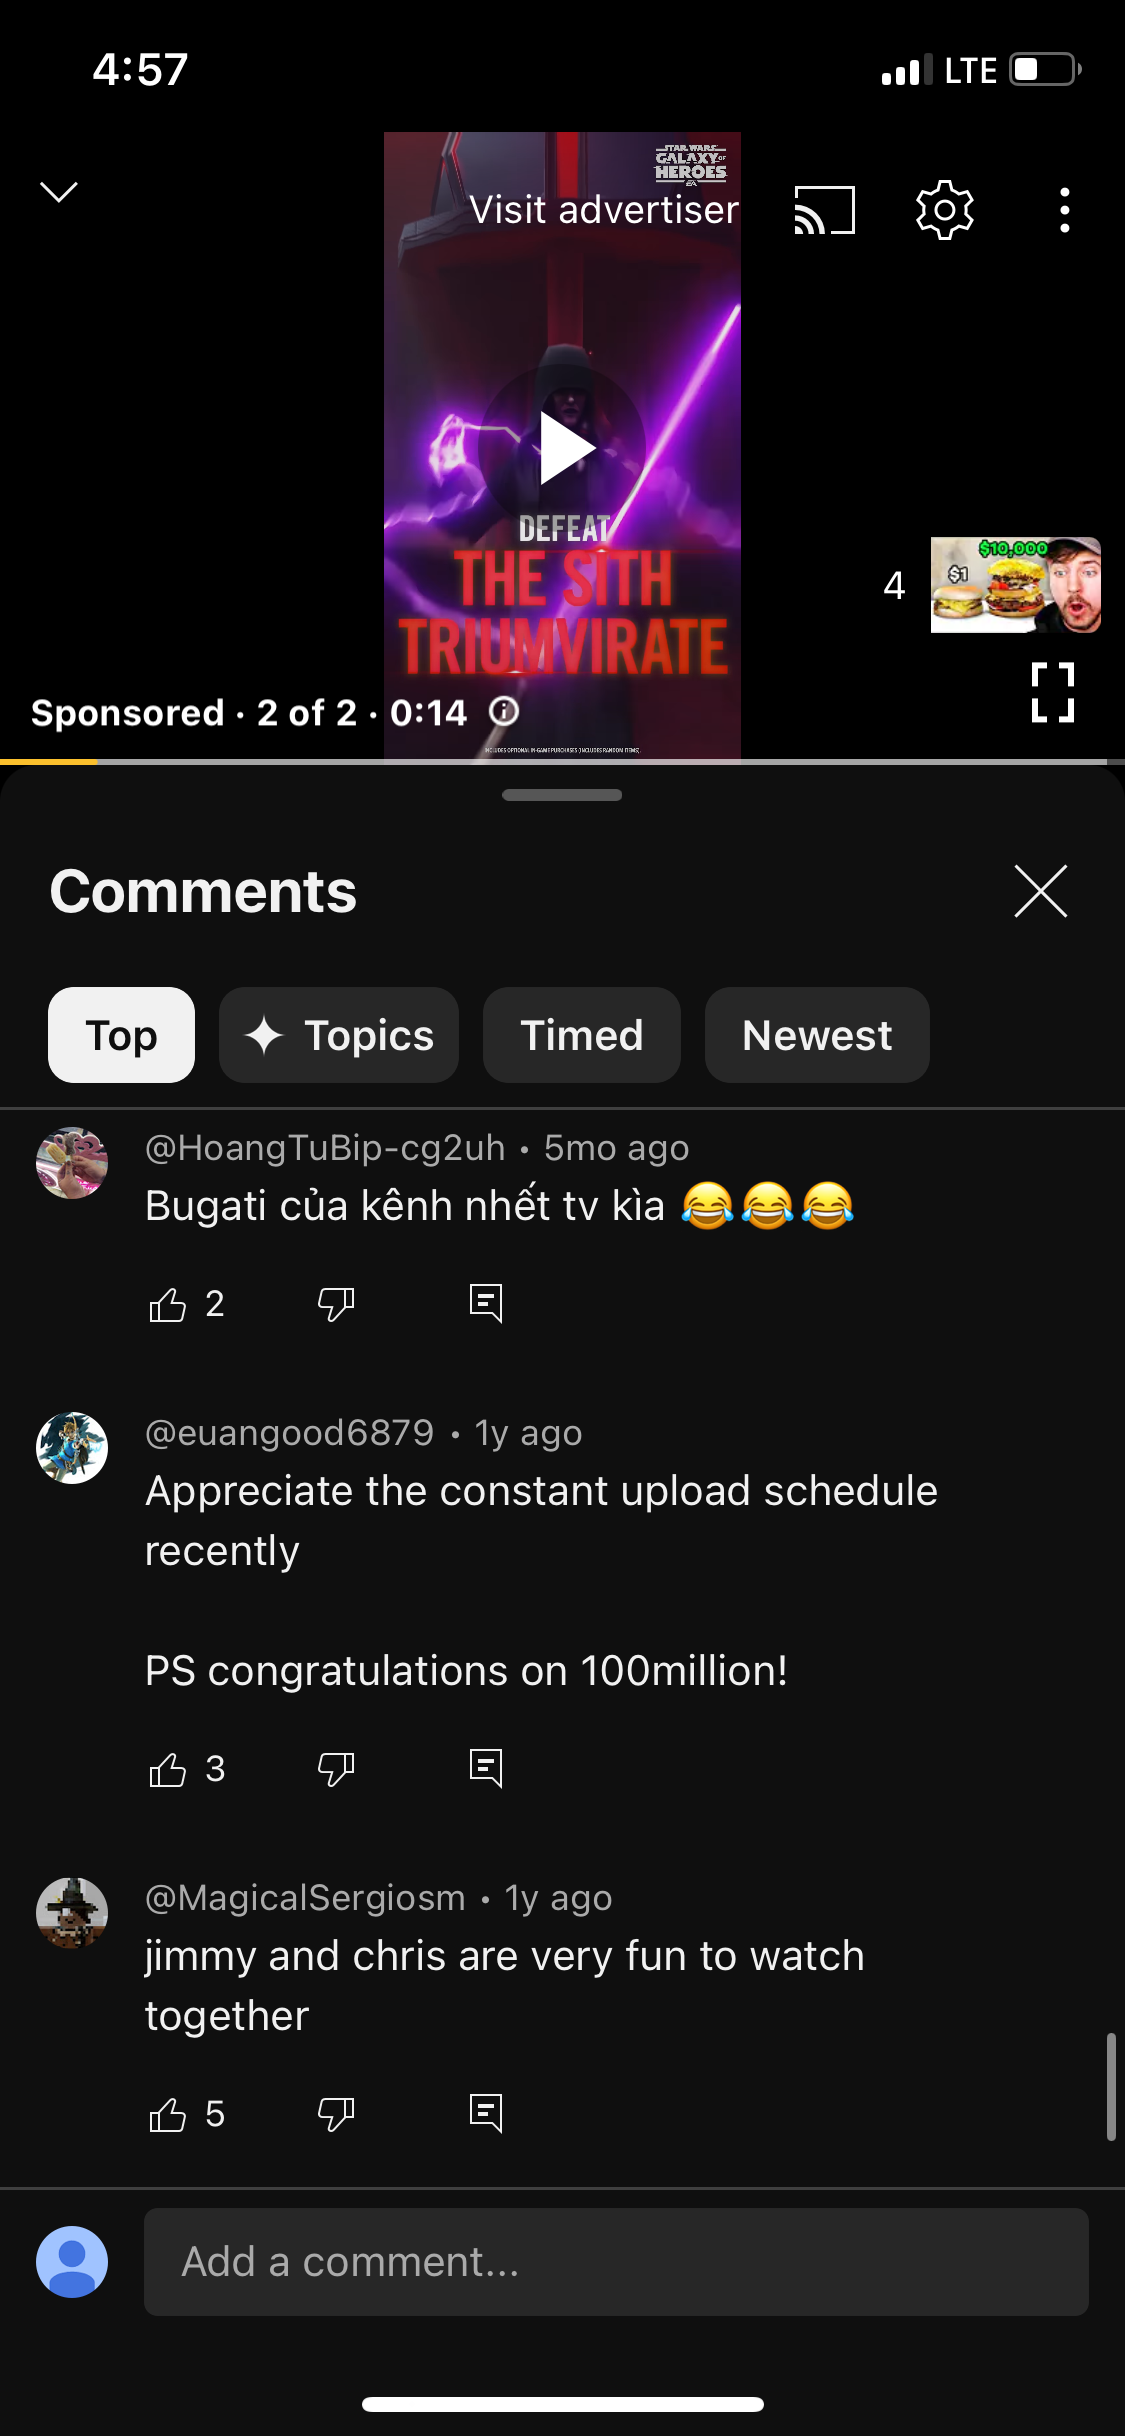 4:57
LTE
STAR WARS
GALAXY OF
HEROES
EA
Visit advertiser
DEFEAT
THE SITH
TRIUMVIRATE
4
$10,000
$1
Sponsored · 2 of 2 · 0:14
INCLUDES OPTIONAL IN-GAME PURCHASES (INCLUDES RANDOM ITEMS).
Comments
Top
Topics
Timed
Newest
@HoangTuBip-cg2uh • 5mo ago
Bugati của kênh nhết tv kìa 😂😂😂
2
@euangood6879 • 1y ago
Appreciate the constant upload schedule
recently
PS congratulations on 100million!
3
@MagicalSergiosm • 1y ago
jimmy and chris are very fun to watch
together
5
Add a comment...